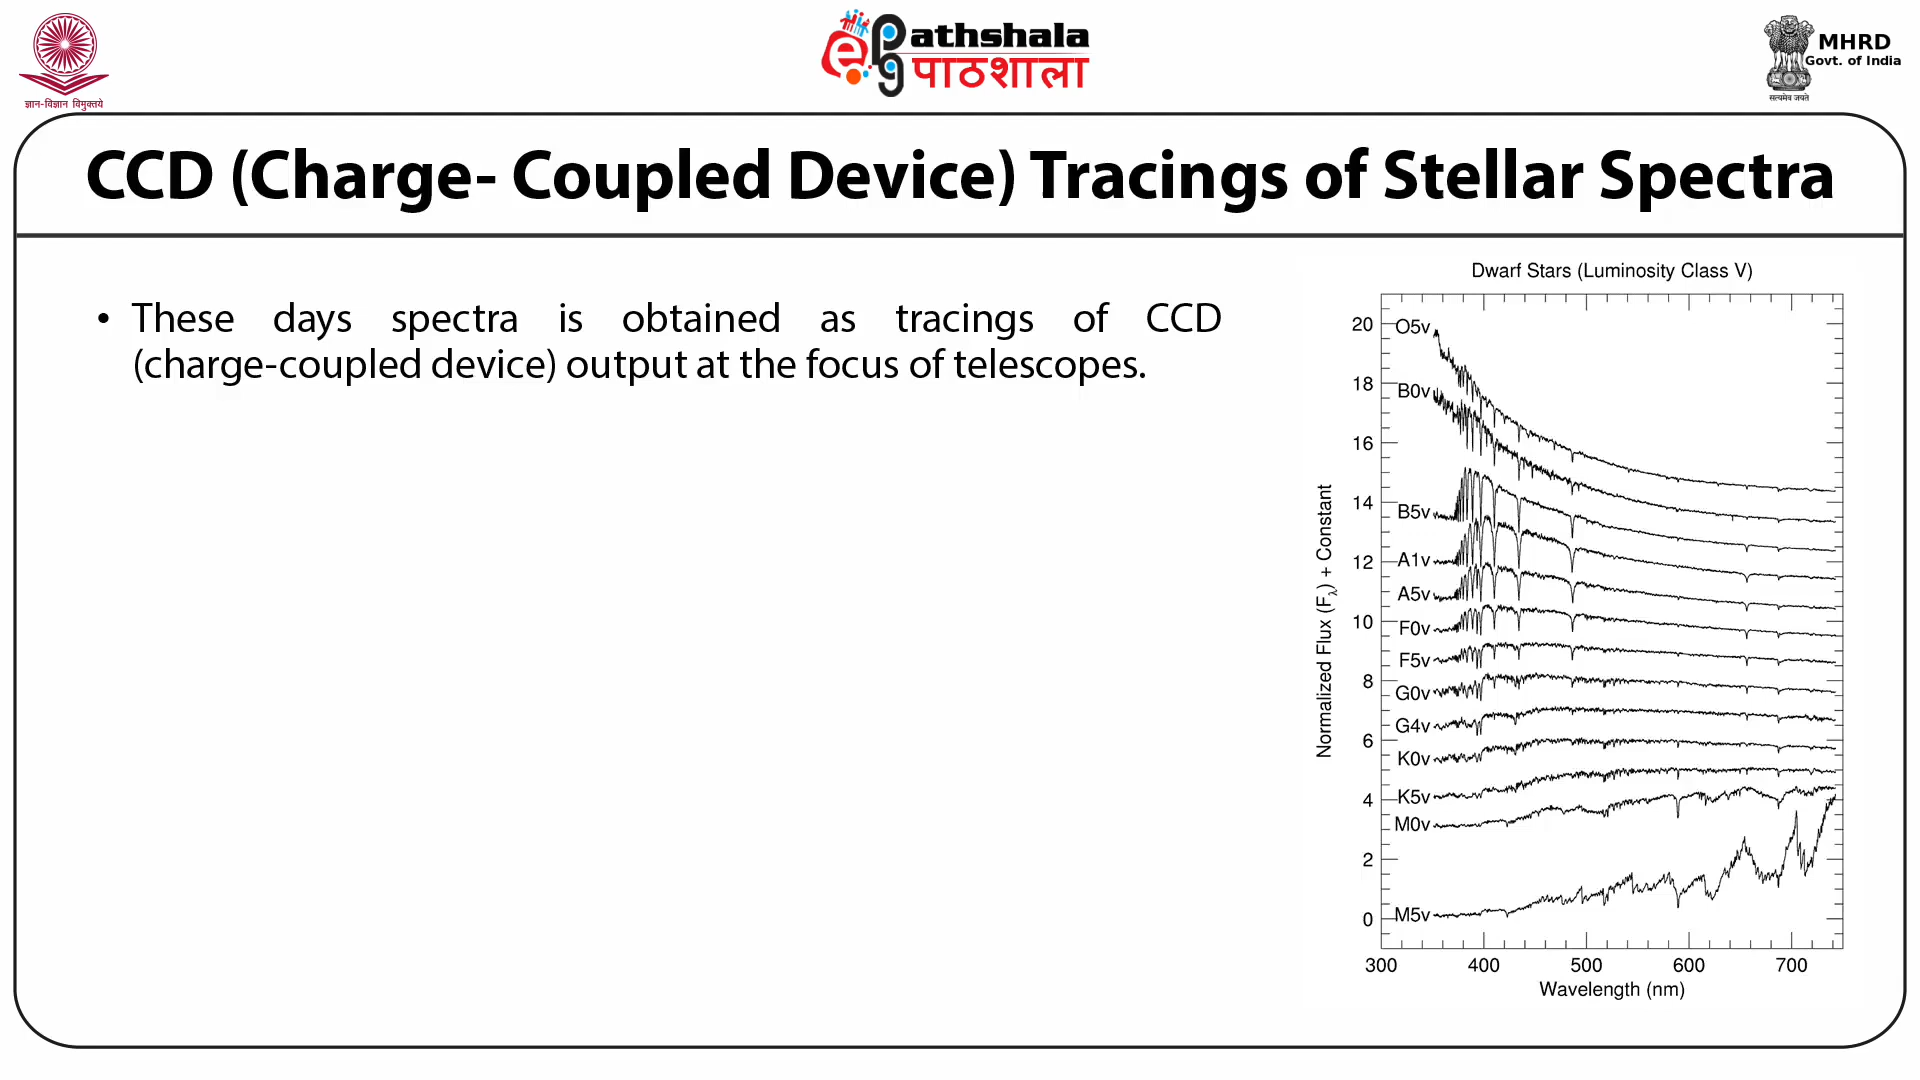 ज्ञान-विज्ञान विमुक्तये
ePathshala
पाठशाला
सत्यमेव जयते
MHRD
Govt. of India
CCD (Charge- Coupled Device) Tracings of Stellar Spectra
• These days spectra is obtained as tracings of CCD
(charge-coupled device) output at the focus of telescopes.
Dwarf Stars (Luminosity Class V)
Normalized Flux (Fλ) + Constant
20
18
16
14
12
10
8
6
4
2
0
O5v
B0v
B5v
A1v
A5v
F0v
F5v
G0v
G4v
K0v
K5v
M0v
M5v
300 400 500 600 700
Wavelength (nm)